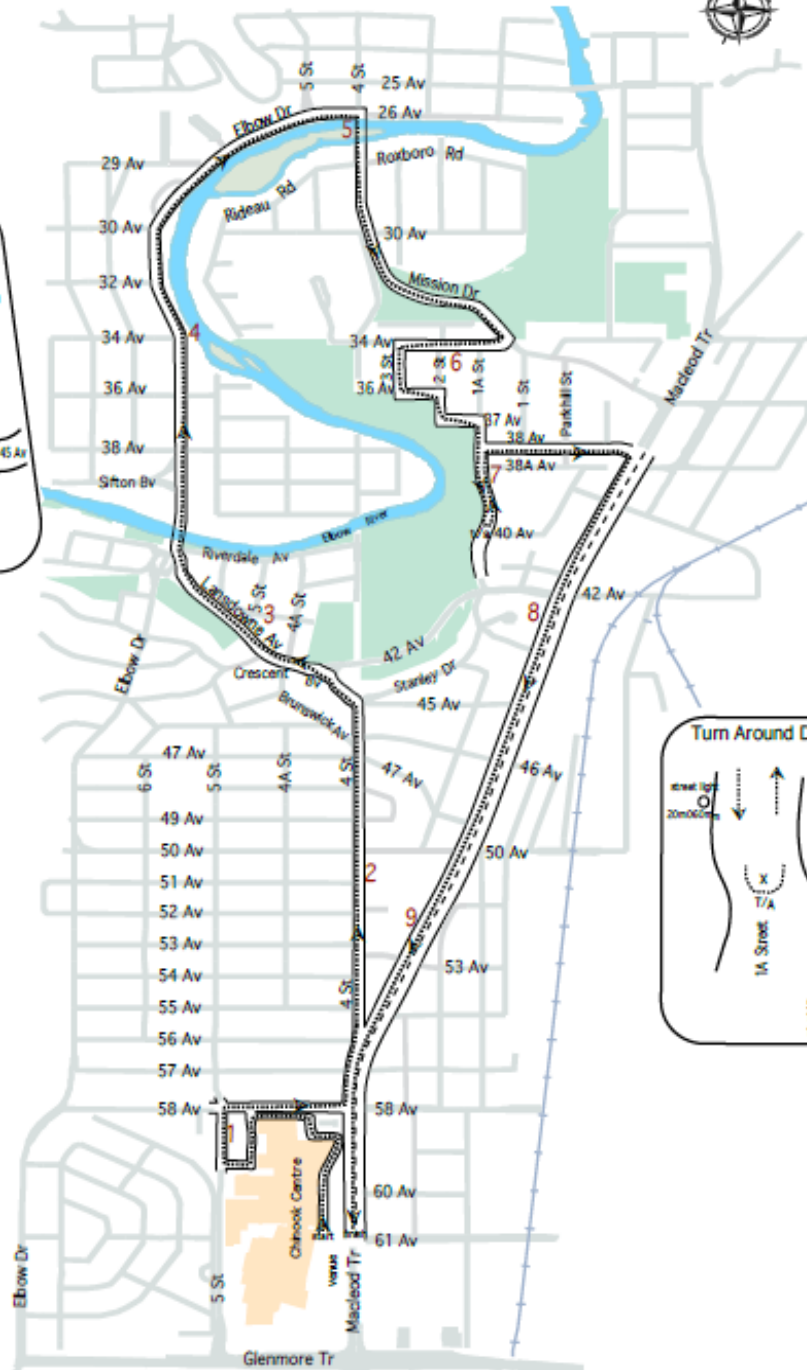 5 St
4 St
25 Av
26 Av
Elbow Dr
5
29 Av
Roxboro Rd
Rideau Rd
30 Av
30 Av
32 Av
Mission Dr
4
34 Av
34 Av
6
3 St
2 St
1A St
1 St
Parkhill St
Macleod Tr
36 Av
36 Av
37 Av
38 Av
38 Av
38A Av
45 Av
7
Sifton Bv
40 Av
Elbow River
Riverdale Av
42 Av
8
5 St
3
4A St
Lansdowne Av
42 Av
Elbow Dr
Crescent Bv
Stanley Dr
Brunswick Av
45 Av
47 Av
6 St
5 St
4A St
4 St
47 Av
46 Av
Turn Around D
street light
T/A
X
1A Street
49 Av
50 Av
50 Av
51 Av
2
52 Av
9
53 Av
53 Av
54 Av
4 St
55 Av
56 Av
57 Av
58 Av
58 Av
1
Chinook Centre
60 Av
61 Av
Venue
Macleod Tr
Elbow Dr
5 St
Glenmore Tr